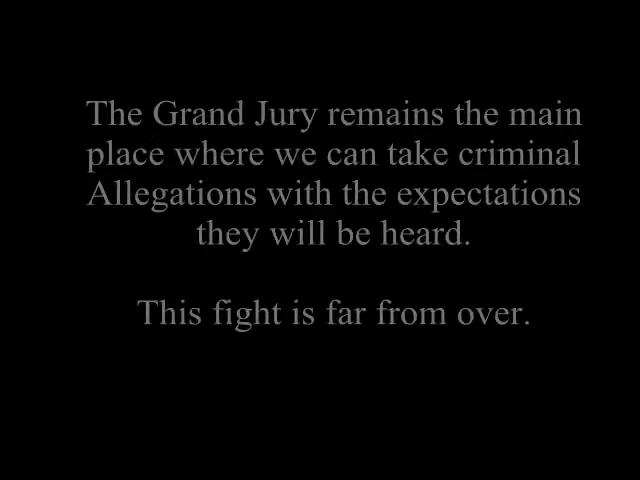 The Grand Jury remains the main
place where we can take criminal
Allegations with the expectations
they will be heard.
This fight is far from over.